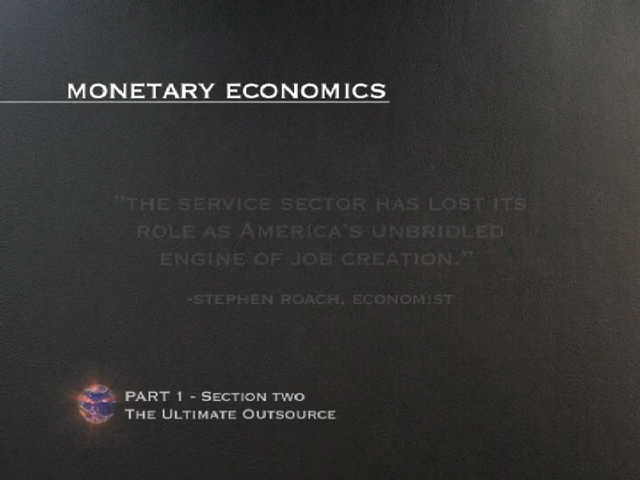 MONETARY ECONOMICS
"THE SERVICE SECTOR HAS LOST ITS
ROLE AS AMERICA'S UNBRIDLED
ENGINE OF JOB CREATION."
-STEPHEN ROACH, ECONOMIST
PART 1 - SECTION TWO
THE ULTIMATE OUTSOURCE